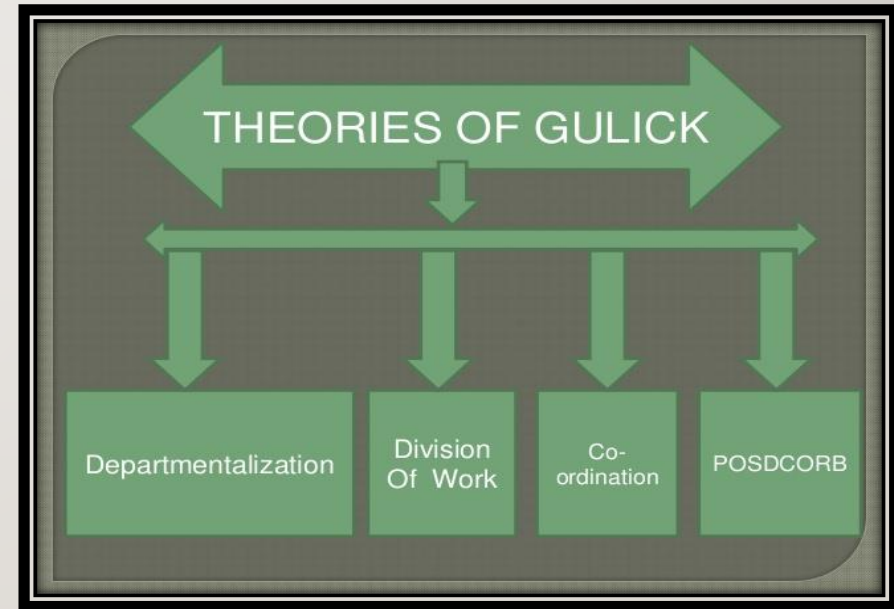 THEORIES OF GULICK
Departmentalization
Division
Of Work
Co-
ordination
POSDCORB